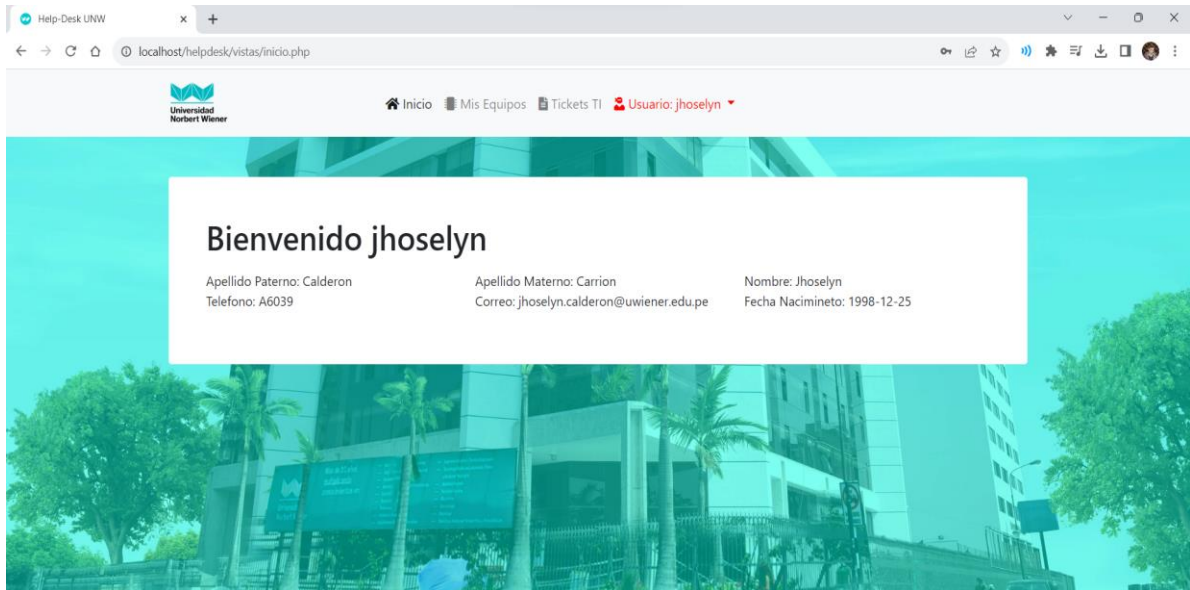 Help-Desk UNW
localhost/helpdesk/vistas/inicio.php
Universidad
Norbert Wiener
Inicio Mis Equipos Tickets TI Usuario: jhoselyn
Bienvenido jhoselyn
Apellido Paterno: Calderon Apellido Materno: Carrion Nombre: Jhoselyn
Telefono: A6039 Correo: jhoselyn.calderon@uwiener.edu.pe Fecha Nacimineto: 1998-12-25